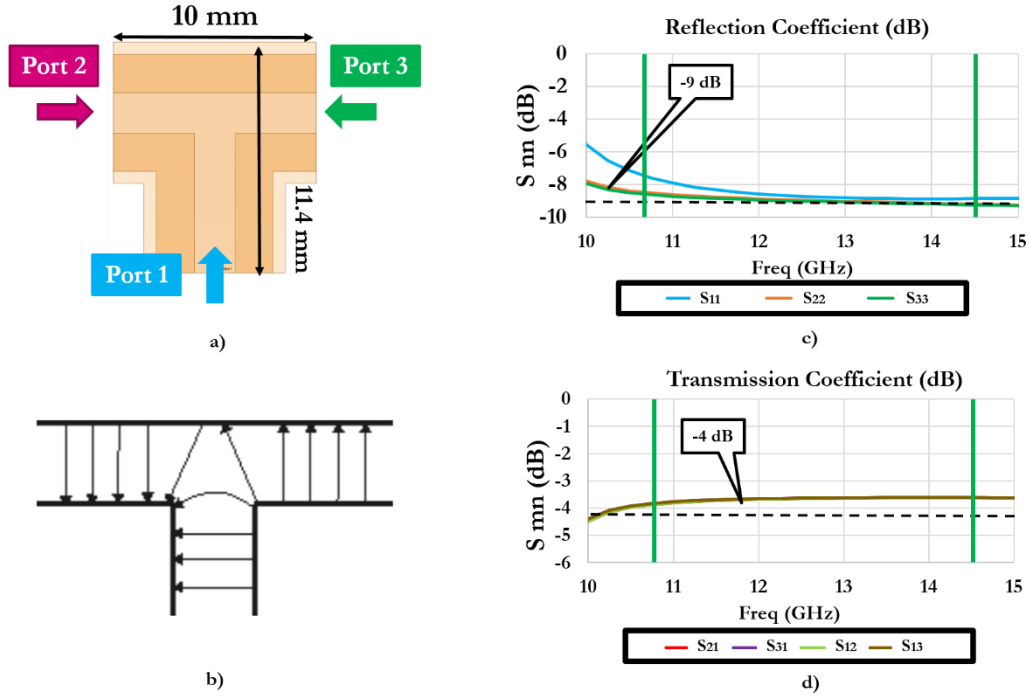 10 mm
Port 2
Port 3
11.4 mm
Port 1
a)
b)
Reflection Coefficient (dB)
S nn (dB)
0
-2
-4
-6
-8
-10
-9 dB
10 11 12 13 14 15
Freq (GHz)
S11 S22 S33
c)
Transmission Coefficient (dB)
S mn (dB)
0
-1
-2
-3
-4
-5
-6
-4 dB
10 11 12 13 14 15
Freq (GHz)
S21 S31 S12 S13
d)